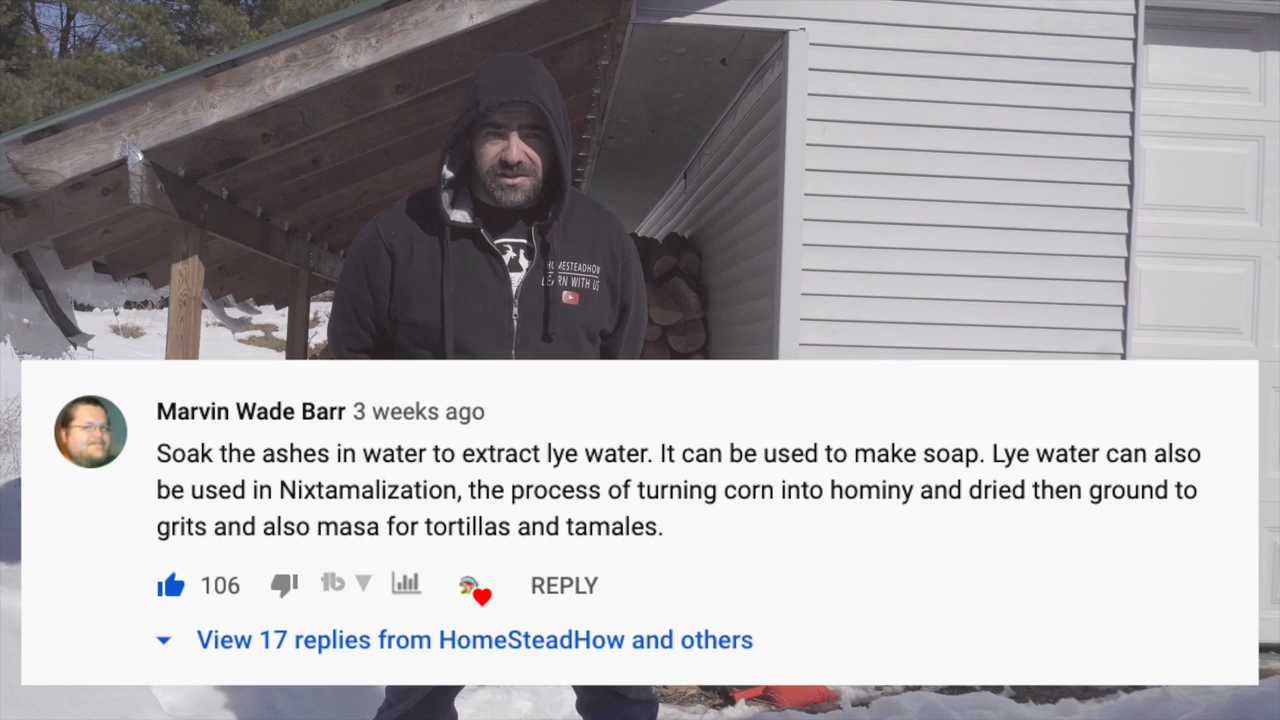 HOMESTEADHOW
LEARN WITH US
Marvin Wade Barr 3 weeks ago
Soak the ashes in water to extract lye water. It can be used to make soap. Lye water can also
be used in Nixtamalization, the process of turning corn into hominy and dried then ground to
grits and also masa for tortillas and tamales.
106
tb
REPLY
View 17 replies from HomeSteadHow and others